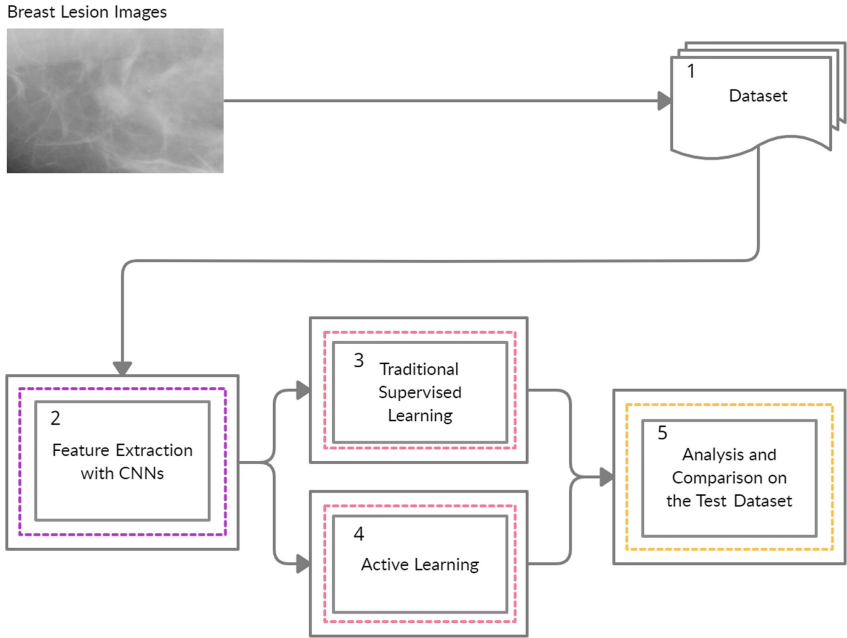 Breast Lesion Images
1
Dataset
2
Feature Extraction
with CNNs
3
Traditional
Supervised
Learning
4
Active Learning
5
Analysis and
Comparison on
the Test Dataset